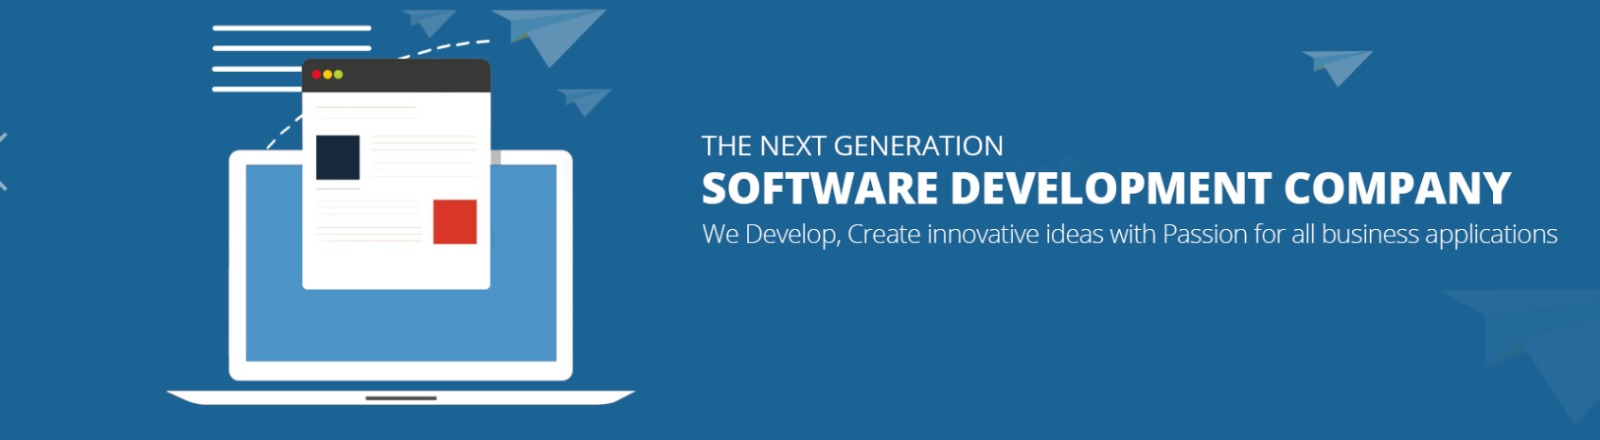 THE NEXT GENERATION
SOFTWARE DEVELOPMENT COMPANY
We Develop, Create innovative ideas with Passion for all business applications